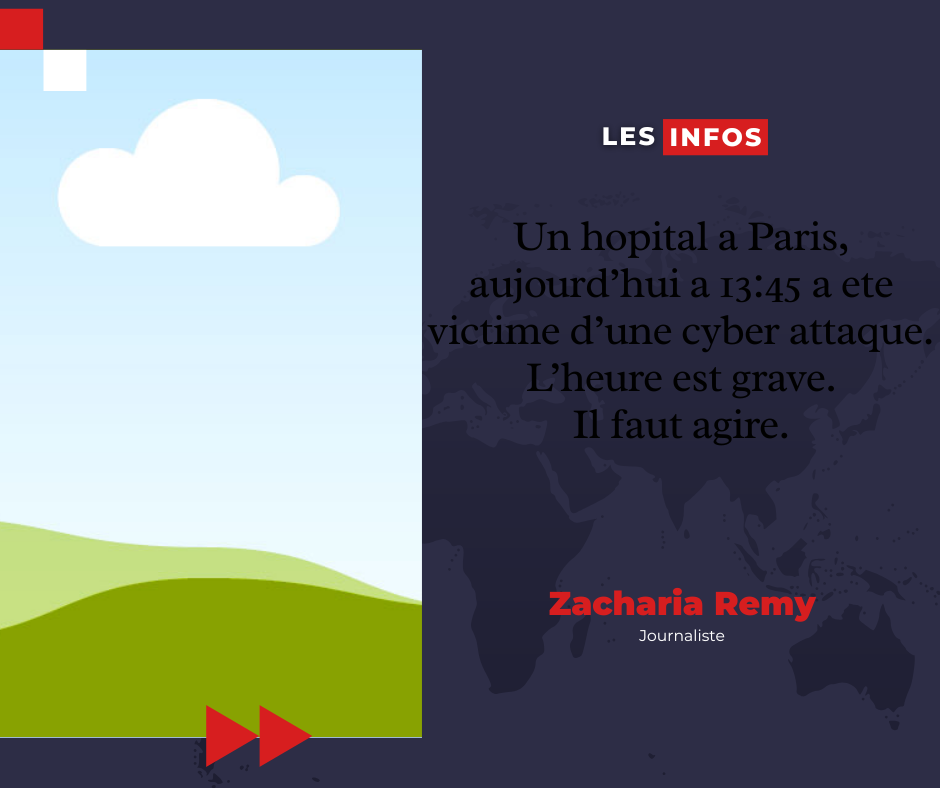 LES INFOS
Un hopital a Paris,
aujourd’hui a 13:45 a ete
victime d’une cyber attaque.
L’heure est grave.
Il faut agire.
Zacharia Remy
Journaliste